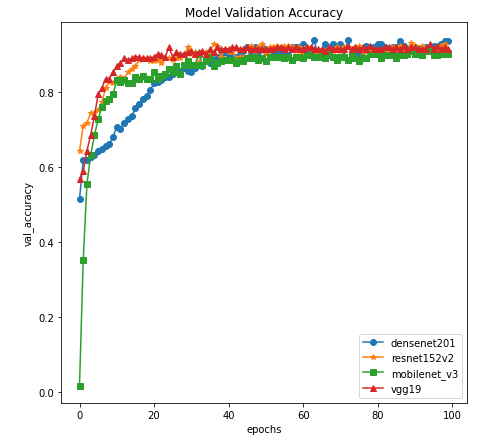 Model Validation Accuracy
val_accuracy
0.8
0.6
0.4
0.2
0.0
0
20
40
60
80
100
epochs
densenet201
resnet152v2
mobilenet_v3
vgg19